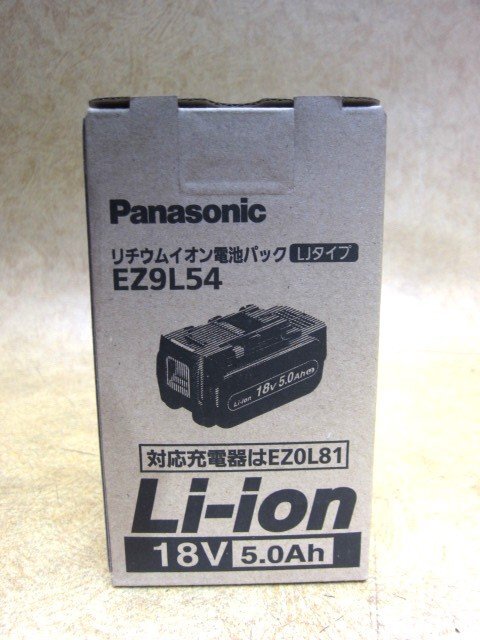 Panasonic
リチウムイオン電池パック LJタイプ
EZ9L54
Li-ion 18V 5.0Ah
対応充電器はEZ0L81
Li-ion
18V 5.0Ah